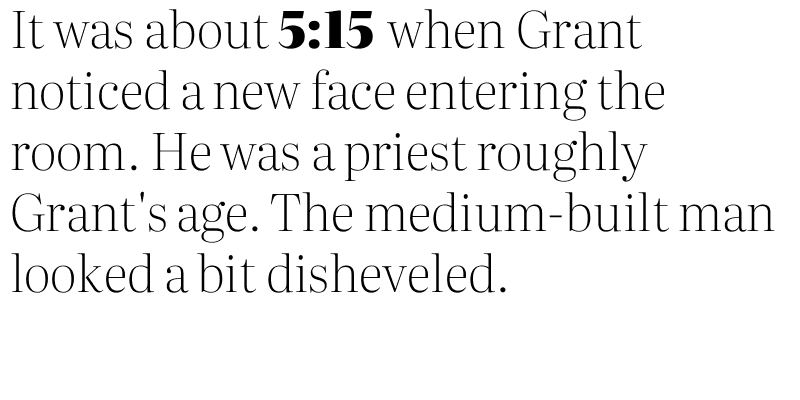 It was about 5:15 when Grant
noticed a new face entering the
room. He was a priest roughly
Grant's age. The medium-built man
looked a bit disheveled.